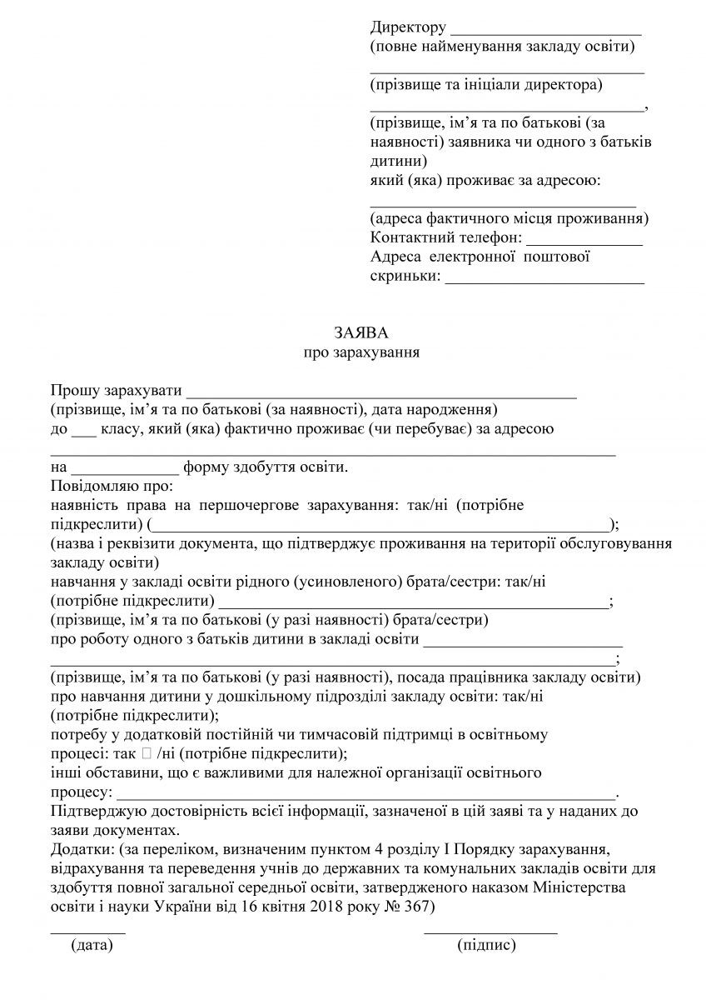 Директору _______________________
(повне найменування закладу освіти)
_________________________________
(прізвище та ініціали директора)
_________________________________,
(прізвище, ім’я та по батькові (за
наявності) заявника чи одного з батьків
дитини)
який (яка) проживає за адресою:
________________________________
(адреса фактичного місця проживання)
Контактний телефон: ______________
Адреса електронної поштової
скриньки: ________________________
ЗАЯВА
про зарахування
Прошу зарахувати _______________________________________________
(прізвище, ім’я та по батькові (за наявності), дата народження)
до ___ класу, який (яка) фактично проживає (чи перебуває) за адресою
____________________________________________________________________
на _____________ форму здобуття освіти.
Повідомляю про:
наявність права на першочергове зарахування: так/ні (потрібне
підкреслити) (_______________________________________________________);
(назва і реквізити документа, що підтверджує проживання на території обслуговування
закладу освіти)
навчання у закладі освіти рідного (усиновленого) брата/сестри: так/ні
(потрібне підкреслити) _______________________________________________;
(прізвище, ім’я та по батькові (у разі наявності) брата/сестри)
про роботу одного з батьків дитини в закладі освіти ________________________
____________________________________________________________________;
(прізвище, ім’я та по батькові (у разі наявності), посада працівника закладу освіти)
про навчання дитини у дошкільному підрозділі закладу освіти: так/ні
(потрібне підкреслити);
потребу у додатковій постійній чи тимчасовій підтримці в освітньому
процесі: так □ /ні (потрібне підкреслити);
інші обставини, що є важливими для належної організації освітнього
процесу: ____________________________________________________________.
Підтверджую достовірність всієї інформації, зазначеної в цій заяві та у наданих до
заяви документах.
Додатки: (за переліком, визначеним пунктом 4 розділу I Порядку зарахування,
відрахування та переведення учнів до державних та комунальних закладів освіти для
здобуття повної загальної середньої освіти, затвердженого наказом Міністерства
освіти і науки України від 16 квітня 2018 року № 367)
_________ ________________
(дата) (підпис)